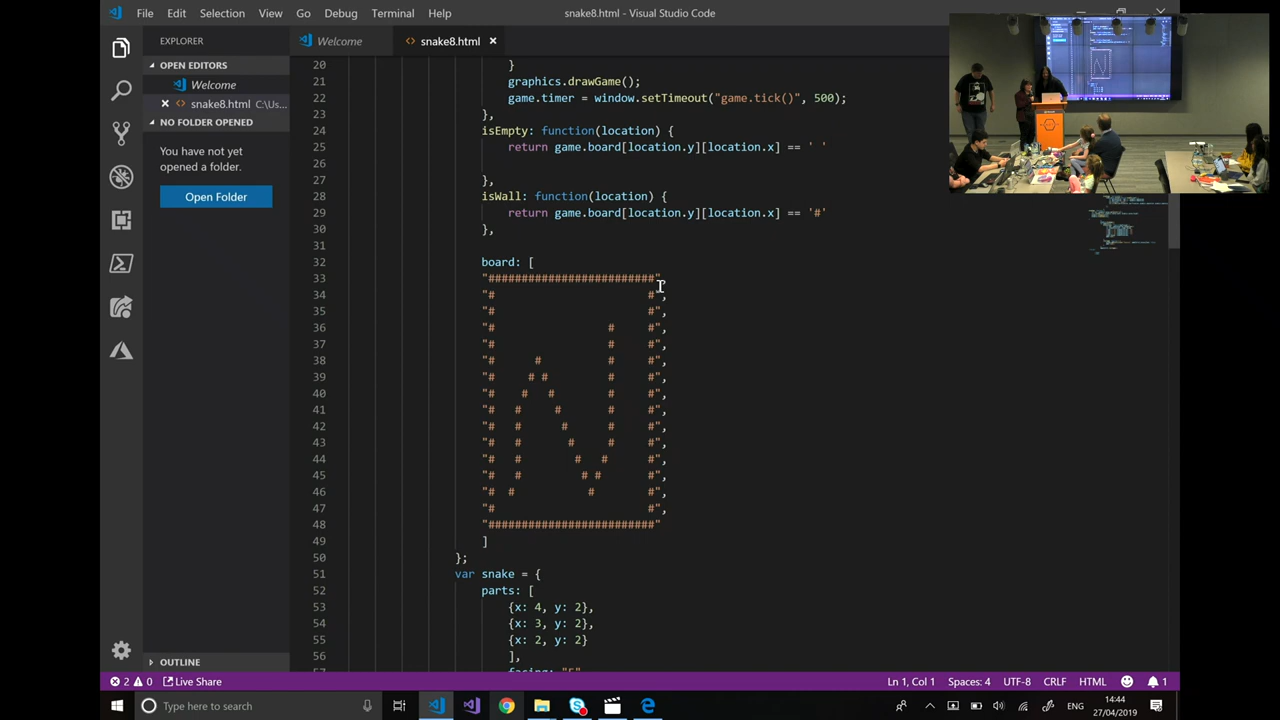 File Edit Selection View Go Debug Terminal Help
snake8.html - Visual Studio Code
EXPLORER
OPEN EDITORS
Welcome
snake8.html C:\Us...
NO FOLDER OPENED
You have not yet
opened a folder.
Open Folder
OUTLINE
Welcome
snake8.html
20 }
21 graphics.drawGame();
22 game.timer = window.setTimeout("game.tick()", 500);
23 },
24 isEmpty: function(location) {
25 return game.board[location.y][location.x] == ' '
26
27 },
28 isWall: function(location) {
29 return game.board[location.y][location.x] == '#'
30 },
31
32 board: [
33 "#########################"
34 "#                       #",
35 "#                       #",
36 "#                 #     #",
37 "#                 #     #",
38 "#      #          #     #",
39 "#     # #         #     #",
40 "#    #   #        #     #",
41 "#   #     #       #     #",
42 "#   #      #      #     #",
43 "#   #       #     #     #",
44 "#   #        #   #      #",
45 "#   #         # #       #",
46 "#  #           #        #",
47 "#                       #",
48 "#########################"
49 ]
50 };
51 var snake = {
52 parts: [
53 {x: 4, y: 2},
54 {x: 3, y: 2},
55 {x: 2, y: 2}
56 ],
57 facing: "E"
2 0 Live Share
Ln 1, Col 1 Spaces: 4 UTF-8 CRLF HTML 1
Type here to search
ENG
14:44
27/04/2019